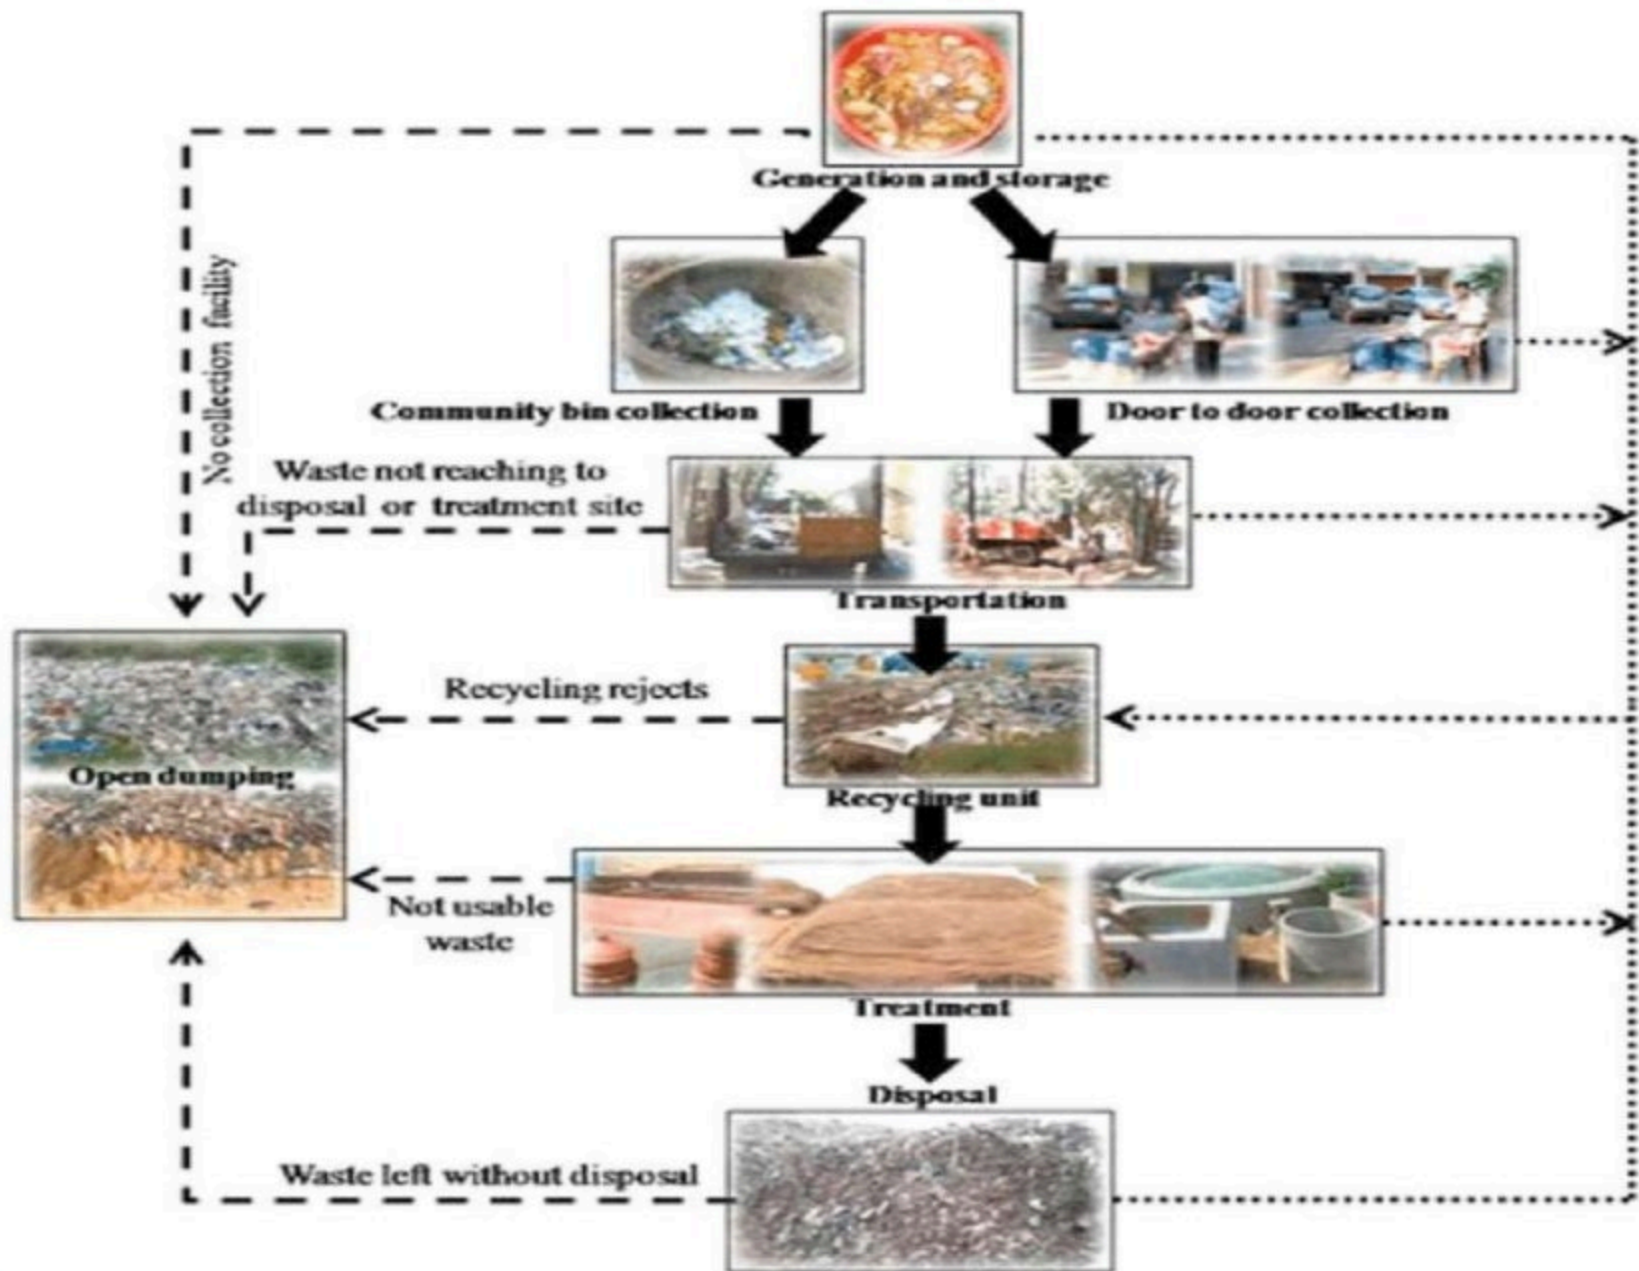 Generation and storage
No collection facility
Community bin collection
Door to door collection
Waste not reaching to
disposal or treatment site
Transportation
Recycling rejects
Open dumping
Recycling unit
Not usable
waste
Treatment
Disposal
Waste left without disposal